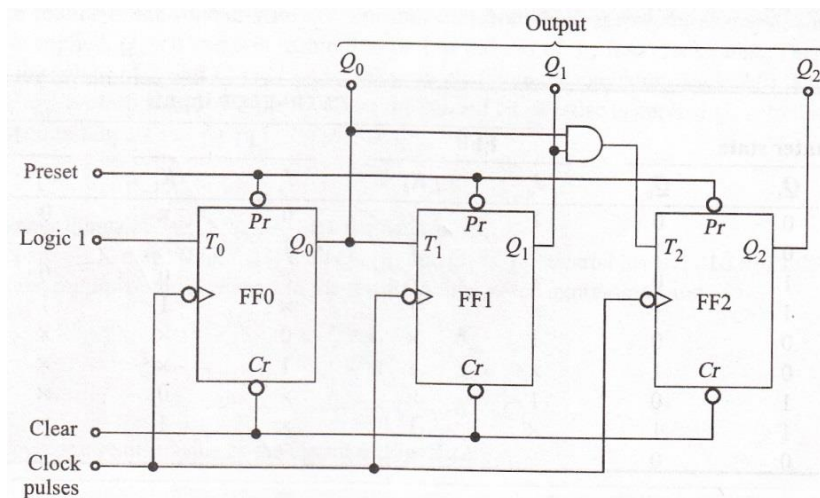 Output
Q0 Q1 Q2
Preset
Pr Pr Pr
Logic 1 T0 Q0 T1 Q1 T2 Q2
FF0 FF1 FF2
Cr Cr Cr
Clear
Clock
pulses